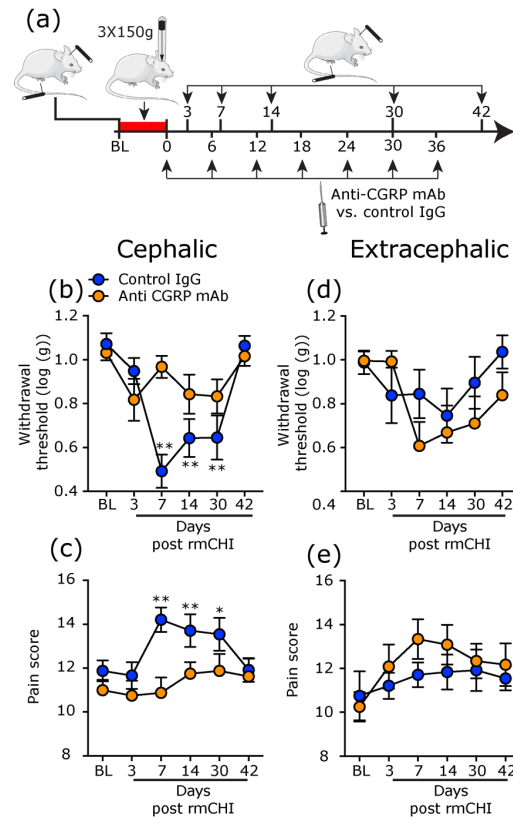 (a)
3X150g
3 7 14 30 42
BL 0 6 12 18 24 30 36
Anti-CGRP mAb
vs. control IgG
Cephalic
Extracephalic
Control IgG
Anti CGRP mAb
(b)
Withdrawal
threshold (log (g))
1.2
1.0
0.8
0.6
0.4
**
**
**
BL 3 7 14 30 42
Days
post rmCHI
(d)
Withdrawal
threshold (log (g))
1.2
1.0
0.8
0.6
0.4
BL 3 7 14 30 42
Days
post rmCHI
(c)
Pain score
16
14
12
10
8
**
**
*
BL 3 7 14 30 42
Days
post rmCHI
(e)
Pain score
16
14
12
10
8
BL 3 7 14 30 42
Days
post rmCHI